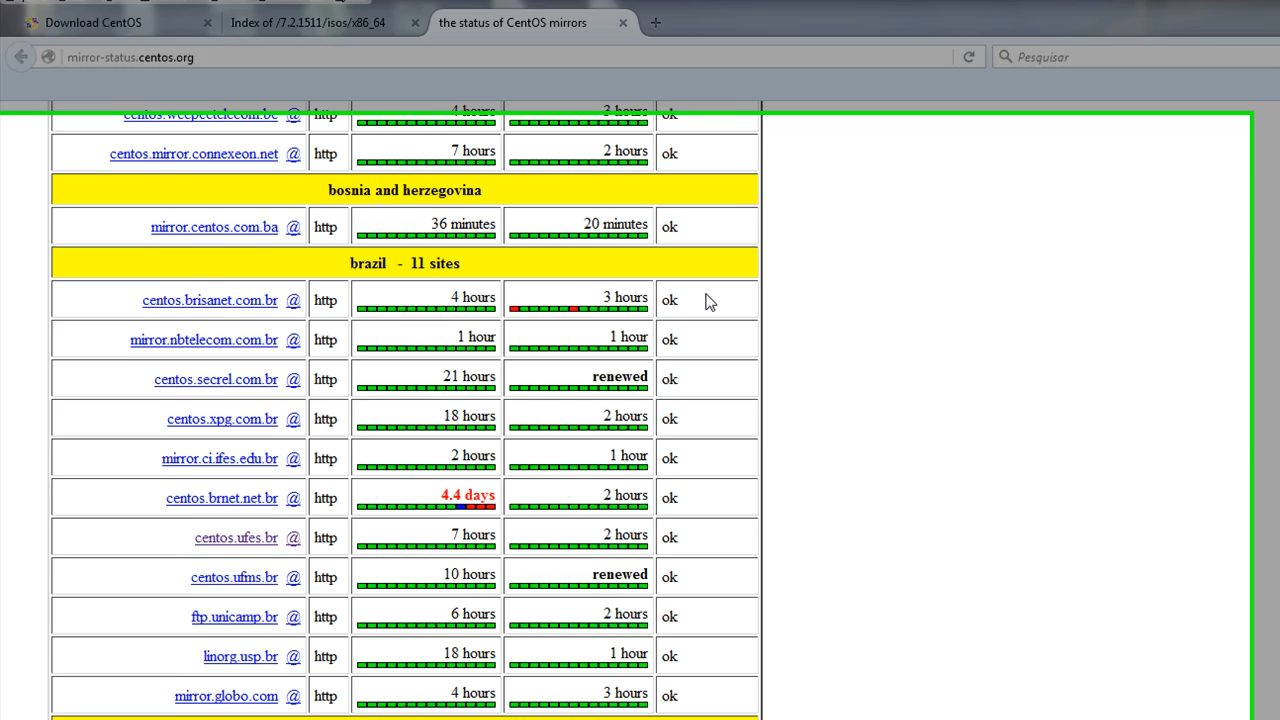 Download CentOS
Index of /7.2.1511/isos/x86_64
the status of CentOS mirrors
mirror-status.centos.org
Pesquisar
@ http 4 hours 3 hours ok
centos.mirror.connexeon.net @ http 7 hours 2 hours ok
bosnia and herzegovina
mirror.centos.com.ba @ http 36 minutes 20 minutes ok
brazil - 11 sites
centos.brisanet.com.br @ http 4 hours 3 hours ok
mirror.nbtelecom.com.br @ http 1 hour 1 hour ok
centos.secrel.com.br @ http 21 hours renewed ok
centos.xpg.com.br @ http 18 hours 2 hours ok
mirror.ci.ifes.edu.br @ http 2 hours 1 hour ok
centos.brnet.net.br @ http 4.4 days 2 hours ok
centos.ufes.br @ http 7 hours 2 hours ok
centos.ufms.br @ http 10 hours renewed ok
ftp.unicamp.br @ http 6 hours 2 hours ok
linorg.usp.br @ http 18 hours 1 hour ok
mirror.globo.com @ http 4 hours 3 hours ok